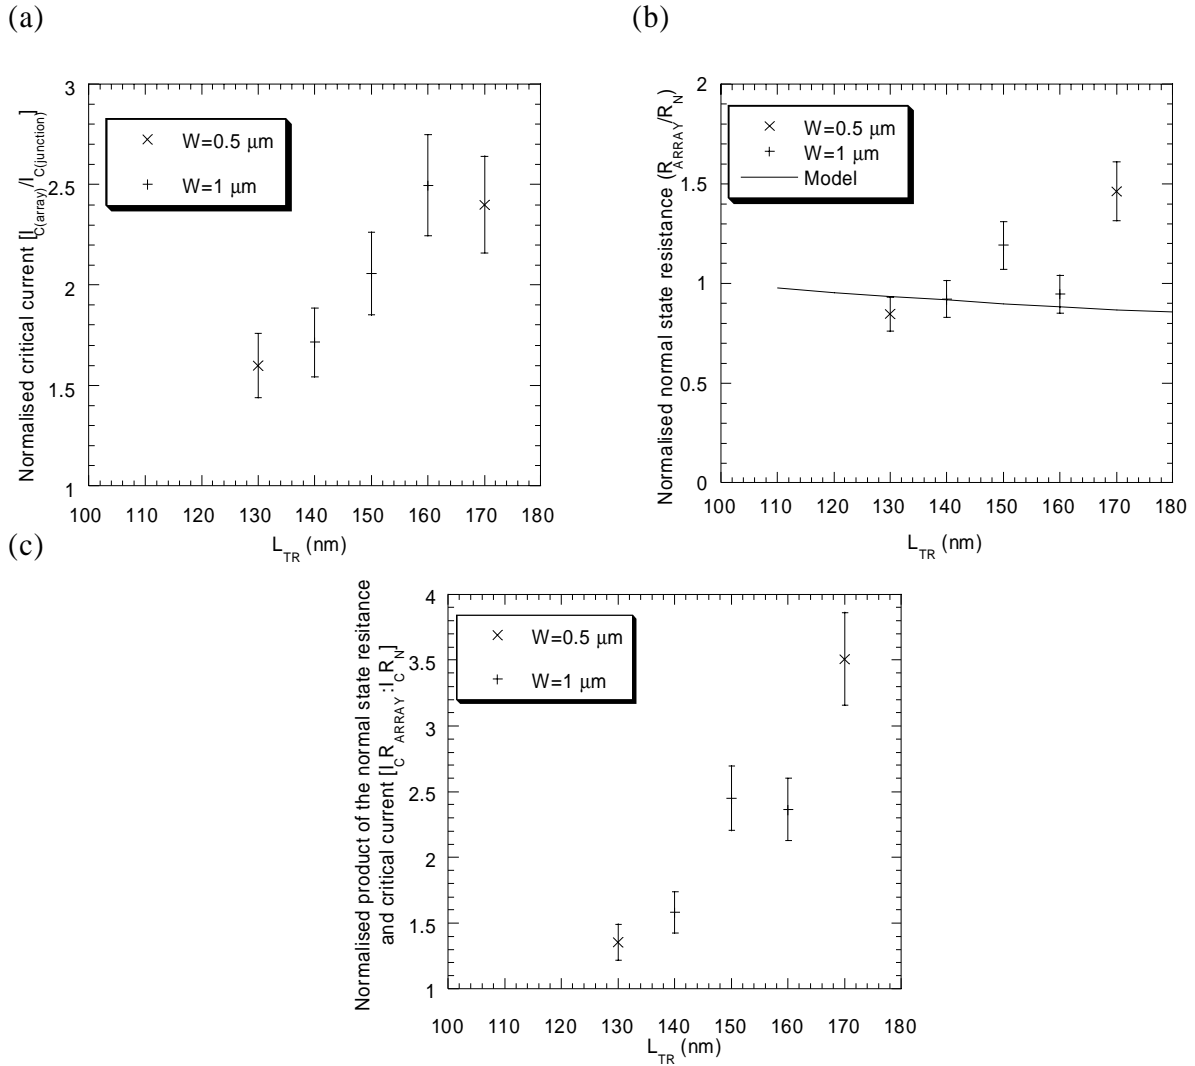 (a)
Normalised critical current [I_C(array)/I_C(junction)]
3
2.5
2
1.5
1
W=0.5 μm
W=1 μm
100 110 120 130 140 150 160 170 180
L_TR (nm)
(b)
Normalised normal state resistance (R_ARRAY/R_N)
2
1.5
1
0.5
0
W=0.5 μm
W=1 μm
Model
100 110 120 130 140 150 160 170 180
L_TR (nm)
(c)
Normalised product of the normal state resitance
and critical current [I_C R_ARRAY :I_C R_N]
4
3.5
3
2.5
2
1.5
1
W=0.5 μm
W=1 μm
100 110 120 130 140 150 160 170 180
L_TR (nm)